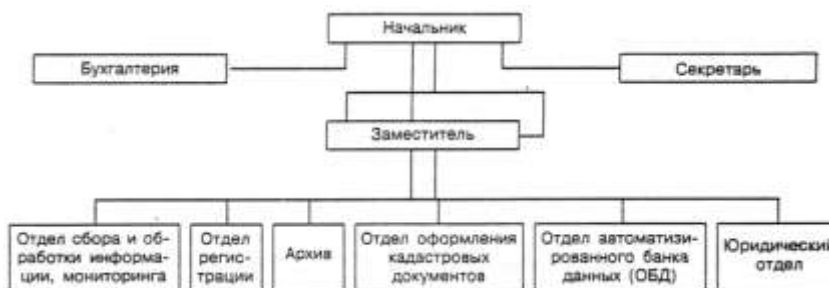 Начальник
Бухгалтерия
Секретарь
Заместитель
Отдел сбора и об-
работки информа-
ции, мониторинга
Отдел
регис-
трации
Архив
Отдел оформления
кадастровых
документов
Отдел автоматизи-
рованного банка
данных (ОБД)
Юридический
отдел